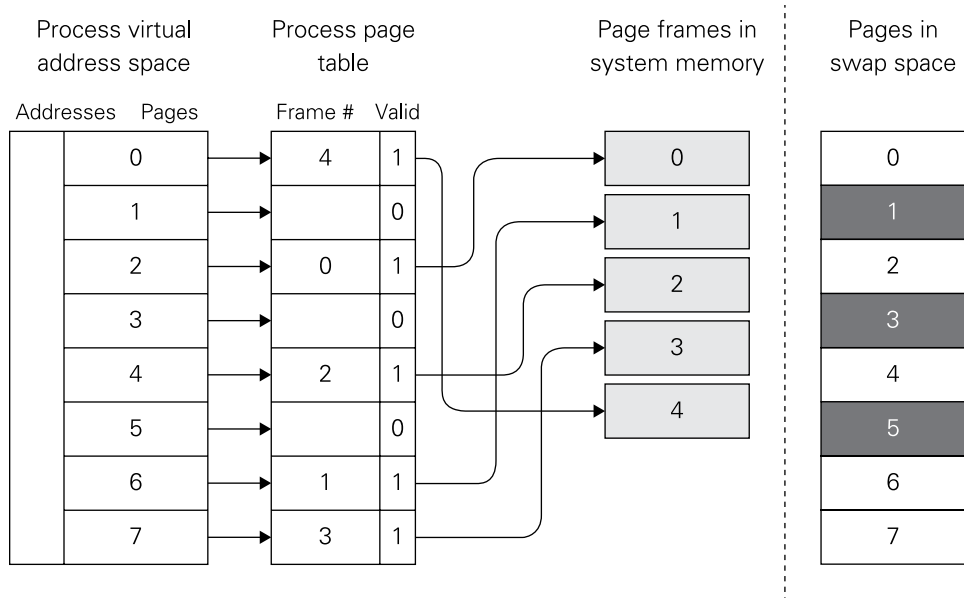 Process virtual
address space
Process page
table
Page frames in
system memory
Pages in
swap space
Addresses Pages
Frame # Valid
0
1
2
3
4
5
6
7
4 1
0
0 1
0
2 1
0
1 1
3 1
0
1
2
3
4
0
1
2
3
4
5
6
7